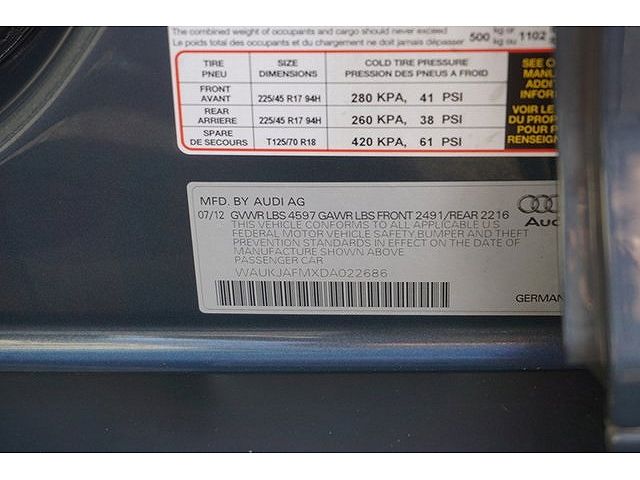 The combined weight of occupants and cargo should never exceed
Le poids total des occupants et du chargement ne doit jamais dépasser 500 kg or kg ou 1102
TIRE PNEU SIZE DIMENSIONS COLD TIRE PRESSURE PRESSION DES PNEUS A FROID
FRONT AVANT 225/45 R17 94H 280 KPA, 41 PSI
REAR ARRIERE 225/45 R17 94H 260 KPA, 38 PSI
SPARE DE SECOURS T125/70 R18 420 KPA, 61 PSI
SEE O
MANU
ADDIT
INFOR
VOIR LE
DU PROP
POUR P
RENSEIGN
MFD. BY AUDI AG
07/12 GVWR LBS 4597 GAWR LBS FRONT 2491/REAR 2216
THIS VEHICLE CONFORMS TO ALL APPLICABLE U.S
FEDERAL MOTOR VEHICLE SAFETY BUMPER AND THEFT
PREVENTION STANDARDS IN EFFECT ON THE DATE OF
MANUFACTURE SHOWN ABOVE
PASSENGER CAR
WAUKJAFMXDA022686
Aud
GERMAN